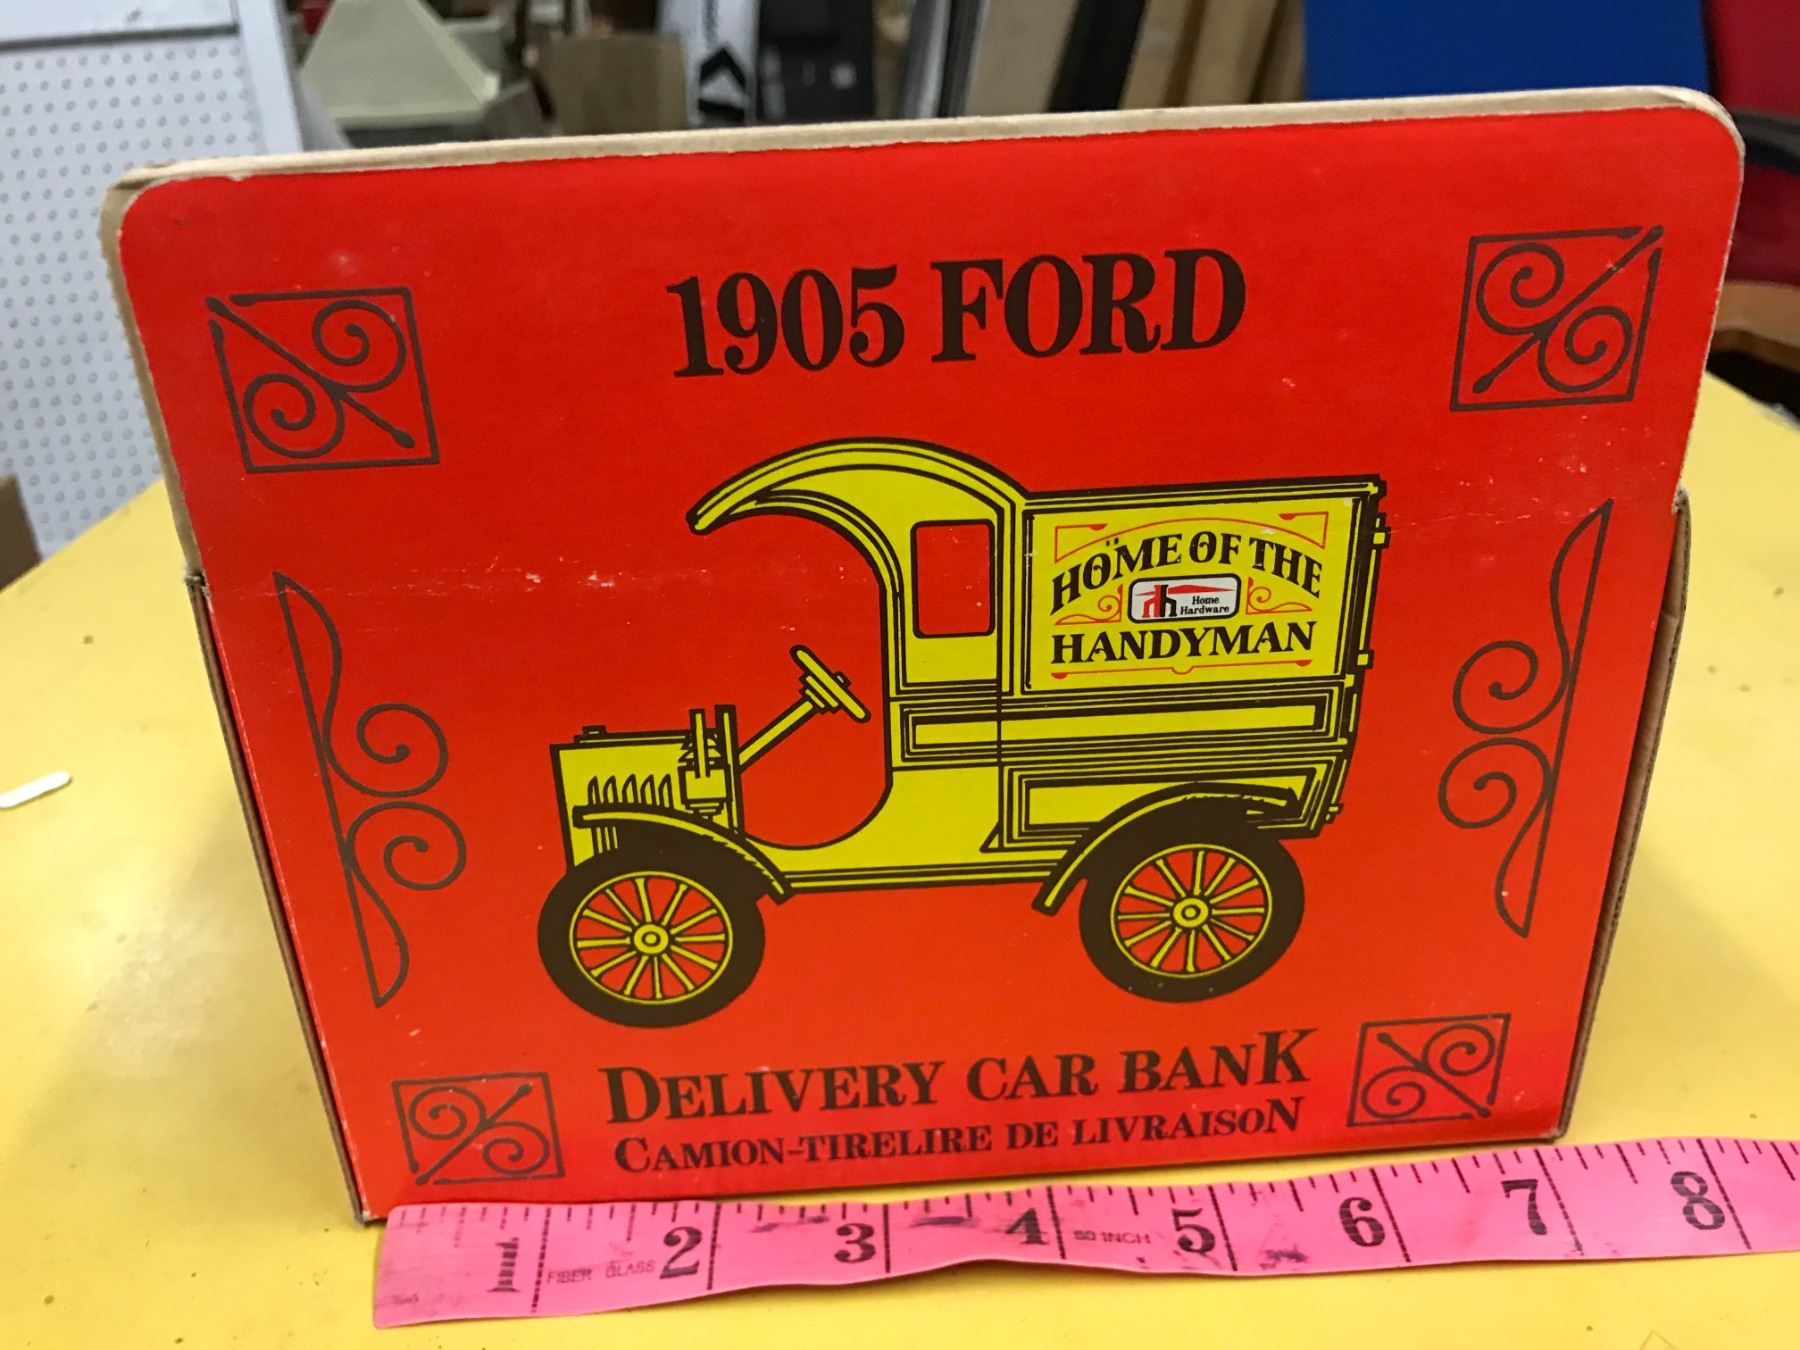 1905 FORD
HOME OF THE
Home
Hardware
HANDYMAN
DELIVERY CAR BANK
CAMION-TIRELIRE DE LIVRAISON
1 FIBER GLASS 2 3 4 60 INCH 5 6 7 8